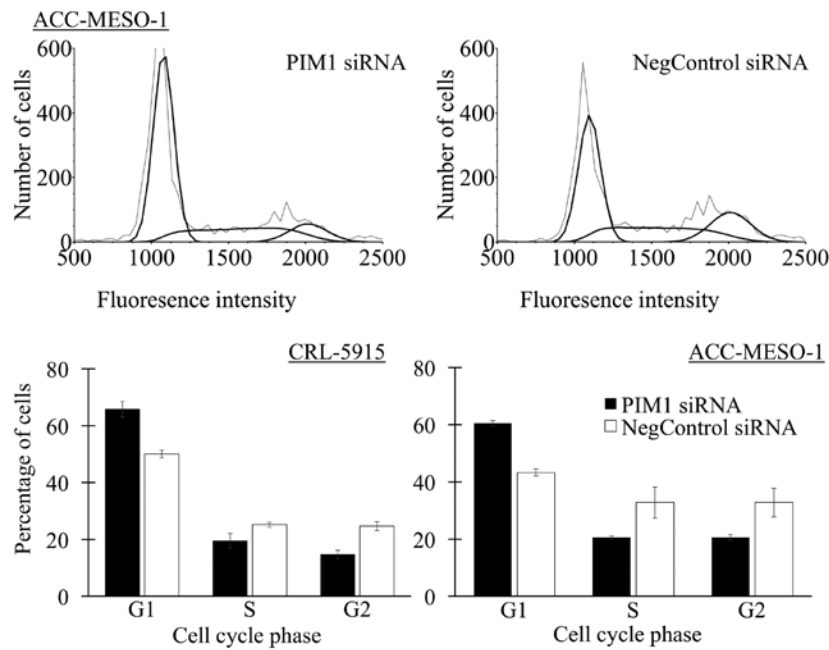 ACC-MESO-1
PIM1 siRNA
Number of cells
600
400
200
0
500 1000 1500 2000 2500
Fluoresence intensity
NegControl siRNA
Number of cells
600
400
200
0
500 1000 1500 2000 2500
Fluoresence intensity
CRL-5915
Percentage of cells
80
60
40
20
0
G1 S G2
Cell cycle phase
ACC-MESO-1
PIM1 siRNA
NegControl siRNA
80
60
40
20
0
G1 S G2
Cell cycle phase